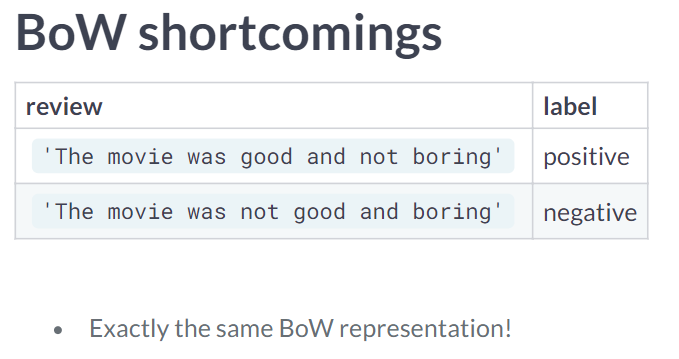 BoW shortcomings
review label
'The movie was good and not boring' positive
'The movie was not good and boring' negative
• Exactly the same BoW representation!